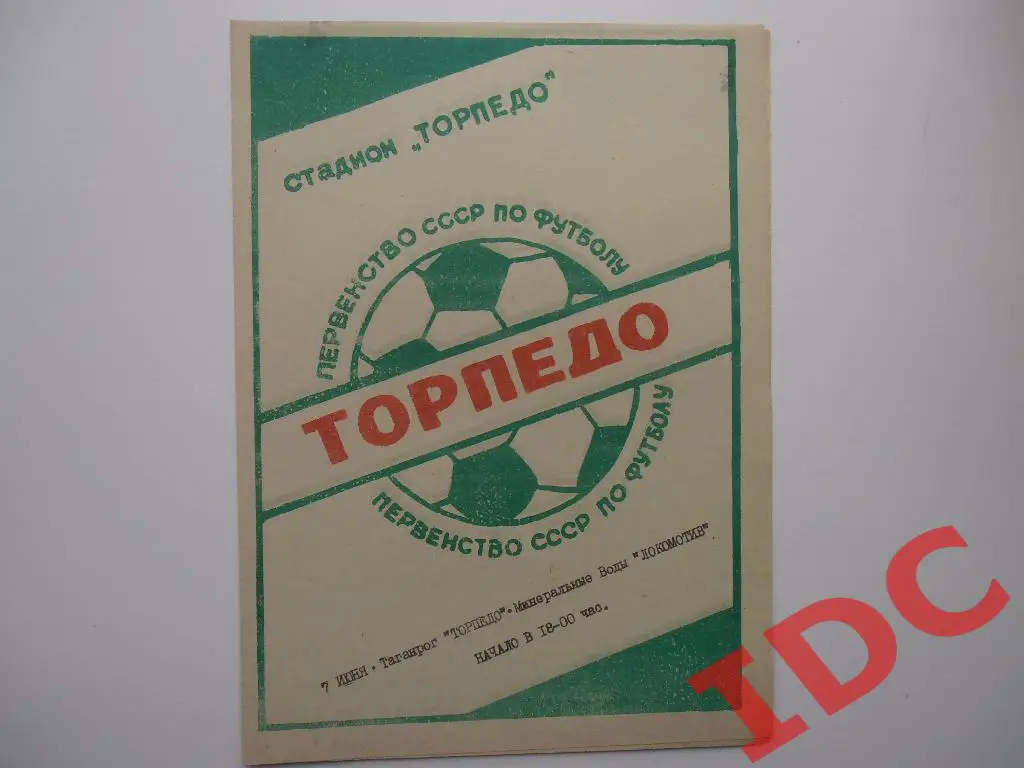 СТАДИОН „ТОРПЕДО"
ПЕРВЕНСТВО СССР ПО ФУТБОЛУ
ТОРПЕДО
ПЕРВЕНСТВО СССР ПО ФУТБОЛУ
7 ИЮНЯ. Таганрог "ТОРПЕДО". Минеральные Воды "ЛОКОМОТИВ"
НАЧАЛО В 18-00 час.
IDC